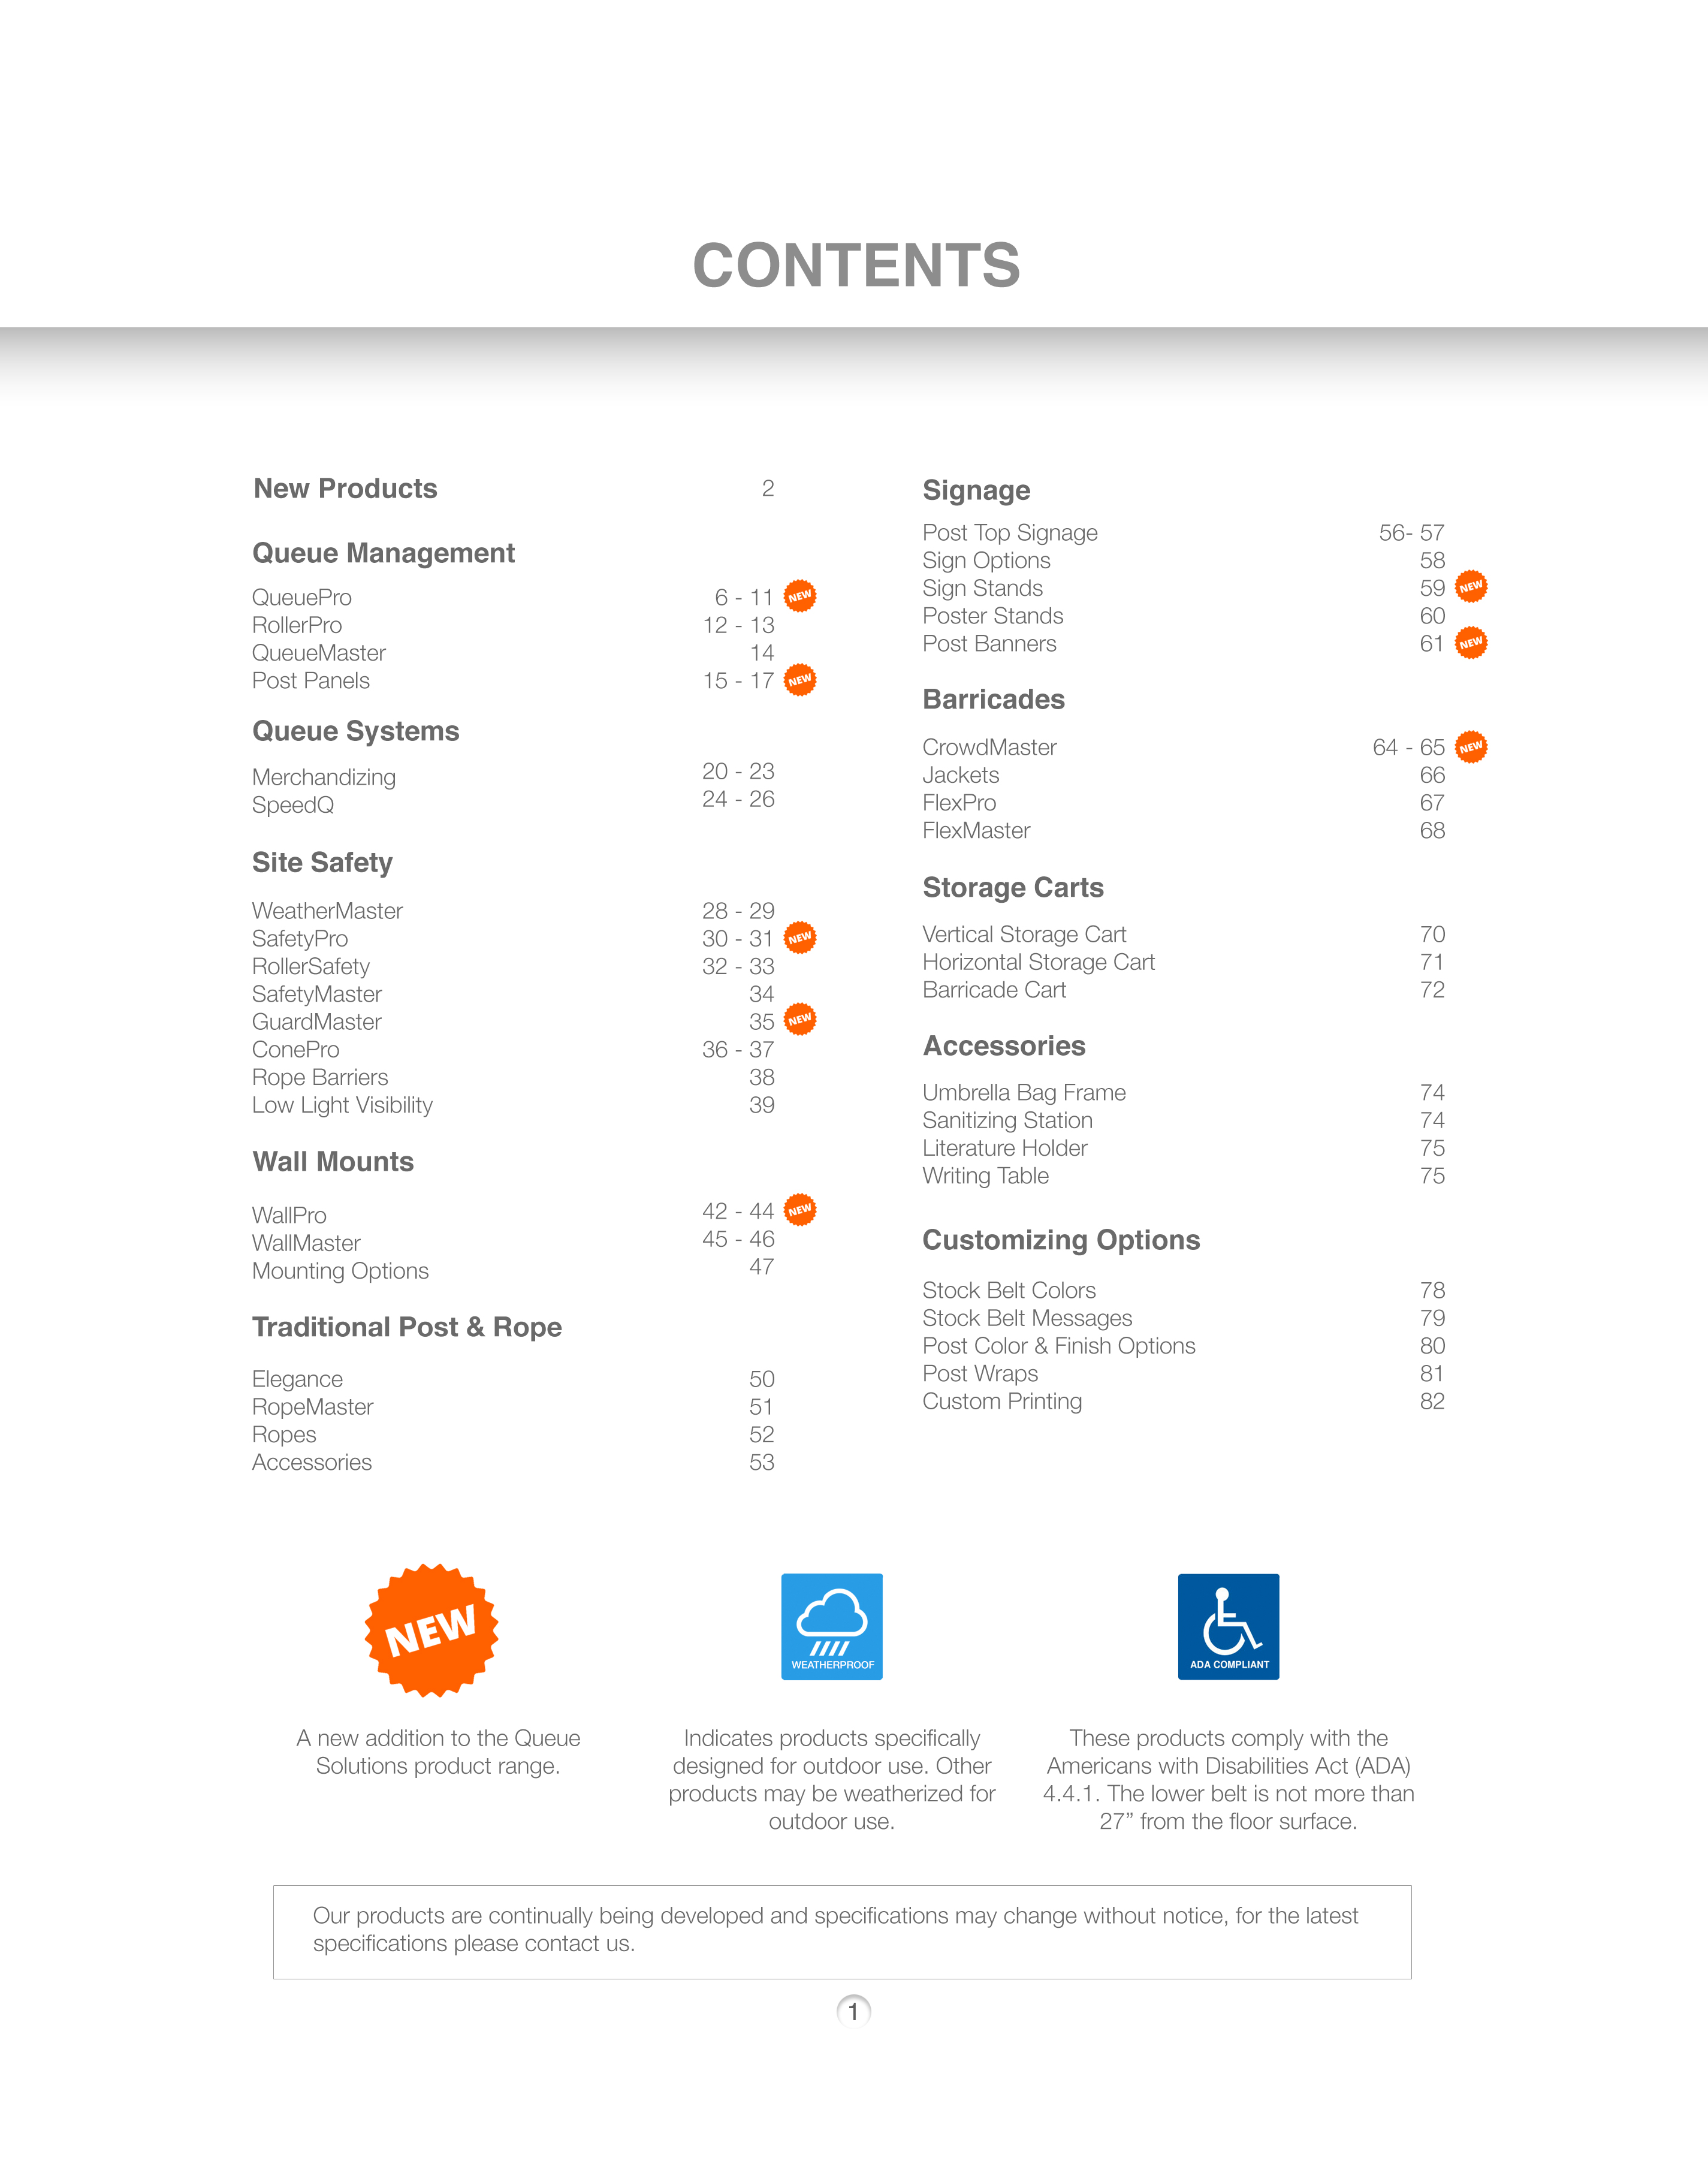 CONTENTS
New Products 2
Queue Management
QueuePro 6 - 11 NEW
RollerPro 12 - 13
QueueMaster 14
Post Panels 15 - 17 NEW
Queue Systems
Merchandizing 20 - 23
SpeedQ 24 - 26
Site Safety
WeatherMaster 28 - 29
SafetyPro 30 - 31 NEW
RollerSafety 32 - 33
SafetyMaster 34
GuardMaster 35 NEW
ConePro 36 - 37
Rope Barriers 38
Low Light Visibility 39
Wall Mounts
WallPro 42 - 44 NEW
WallMaster 45 - 46
Mounting Options 47
Traditional Post & Rope
Elegance 50
RopeMaster 51
Ropes 52
Accessories 53
Signage
Post Top Signage 56- 57
Sign Options 58
Sign Stands 59 NEW
Poster Stands 60
Post Banners 61 NEW
Barricades
CrowdMaster 64 - 65 NEW
Jackets 66
FlexPro 67
FlexMaster 68
Storage Carts
Vertical Storage Cart 70
Horizontal Storage Cart 71
Barricade Cart 72
Accessories
Umbrella Bag Frame 74
Sanitizing Station 74
Literature Holder 75
Writing Table 75
Customizing Options
Stock Belt Colors 78
Stock Belt Messages 79
Post Color & Finish Options 80
Post Wraps 81
Custom Printing 82
NEW
A new addition to the Queue
Solutions product range.
WEATHERPROOF
Indicates products specifically
designed for outdoor use. Other
products may be weatherized for
outdoor use.
ADA COMPLIANT
These products comply with the
Americans with Disabilities Act (ADA)
4.4.1. The lower belt is not more than
27” from the floor surface.
Our products are continually being developed and specifications may change without notice, for the latest
specifications please contact us.
1